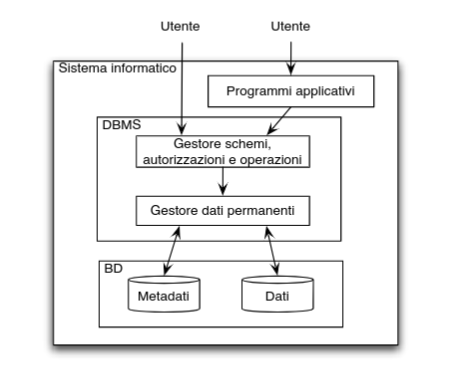 Utente
Utente
Sistema informatico
Programmi applicativi
DBMS
Gestore schemi,
autorizzazioni e operazioni
Gestore dati permanenti
BD
Metadati
Dati